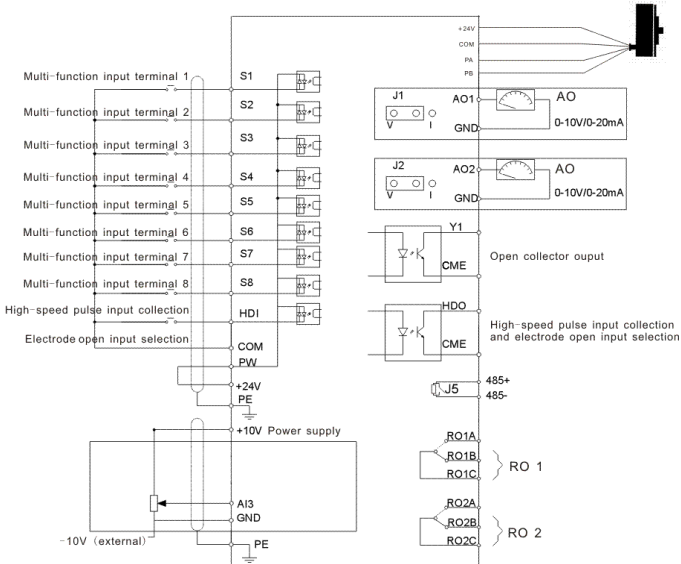 +24V
COM
PA
PB
Multi-function input terminal 1
S1
Multi-function input terminal 2
S2
Multi-function input terminal 3
S3
Multi-function input terminal 4
S4
Multi-function input terminal 5
S5
Multi-function input terminal 6
S6
Multi-function input terminal 7
S7
Multi-function input terminal 8
S8
High-speed pulse input collection
HDI
Electrode open input selection
COM
PW
+24V
PE
+10V Power supply
AI3
GND
-10V (external)
PE
J1
V
I
AO1
GND
AO
0-10V/0-20mA
J2
V
I
AO2
GND
AO
0-10V/0-20mA
Y1
CME
Open collector ouput
HDO
CME
High-speed pulse input collection
and electrode open input selection
J5
485+
485-
RO1A
RO1B
RO1C
RO 1
RO2A
RO2B
RO2C
RO 2